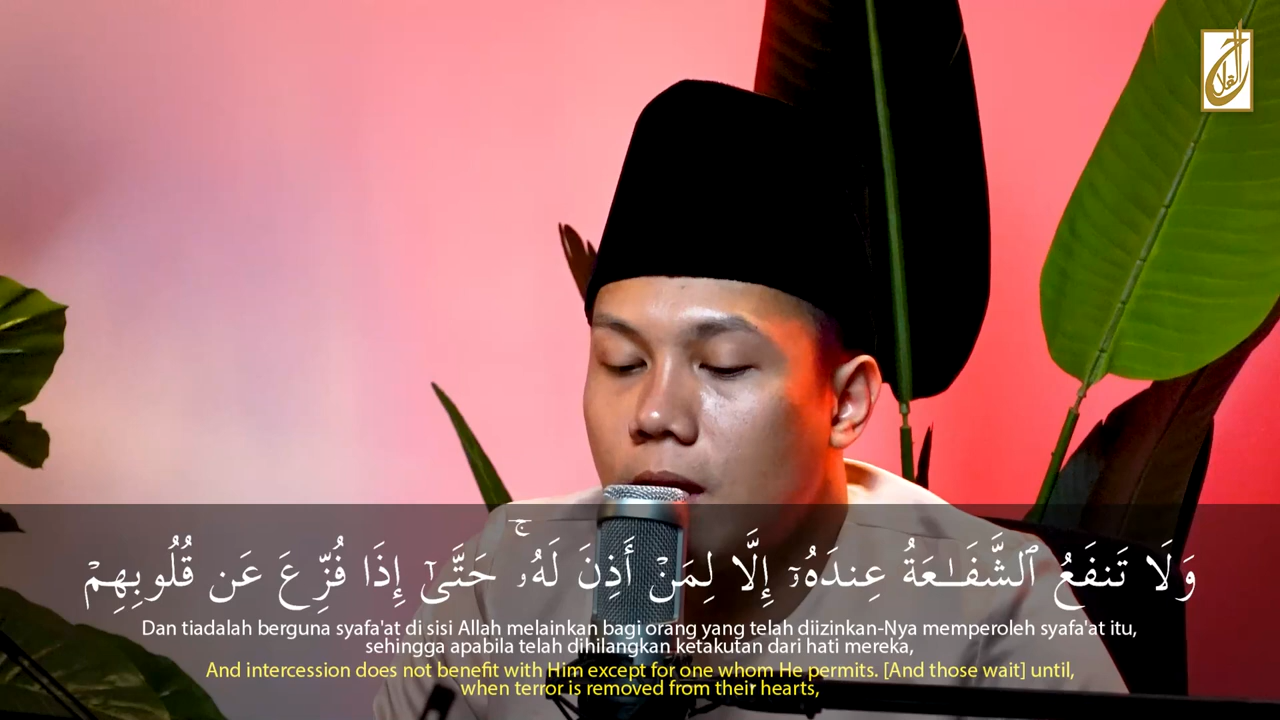 وَلَا تَنفَعُ ٱلشَّفَـٰعَةُ عِندَهُۥٓ إِلَّا لِمَنْ أَذِنَ لَهُۥ ۚ حَتَّىٰٓ إِذَا فُزِّعَ عَن قُلُوبِهِمْ
Dan tiadalah berguna syafa'at di sisi Allah melainkan bagi orang yang telah diizinkan-Nya memperoleh syafa'at itu,
sehingga apabila telah dihilangkan ketakutan dari hati mereka,
And intercession does not benefit with Him except for one whom He permits. [And those wait] until,
when terror is removed from their hearts,